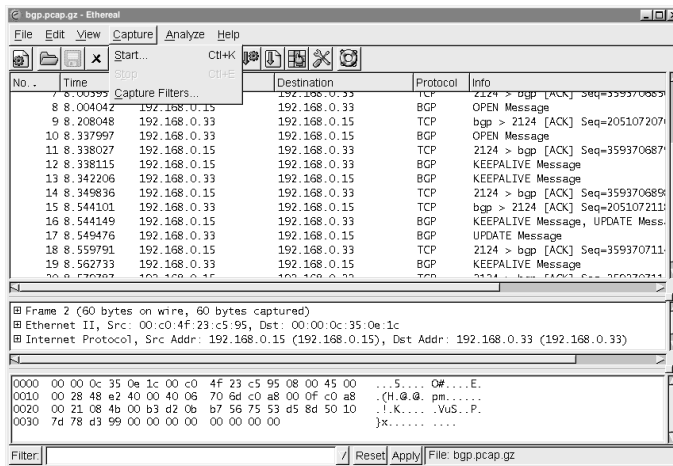 bgp.pcap.gz - Ethereal
File Edit View Capture Analyze Help
Start... Ctl+K
Stop Ctl+E
Capture Filters...
No. . Time Destination Protocol Info
192.168.0.15 192.168.0.33 TCP 2124 > bgp [ACK]
8 8.004042 192.168.0.15 192.168.0.33 BGP OPEN Message
9 9.208048 192.168.0.33 192.168.0.15 TCP bgp > 2124 [ACK] Seq=205107207
10 8.337997 192.168.0.33 192.168.0.15 BGP OPEN Message
11 8.338027 192.168.0.15 192.168.0.33 TCP 2124 > bgp [ACK] Seq=359370687
12 8.338115 192.168.0.15 192.168.0.33 BGP KEEPALIVE Message
13 8.342206 192.168.0.33 192.168.0.15 BGP KEEPALIVE Message
14 8.349836 192.168.0.15 192.168.0.33 TCP 2124 > bgp [ACK] Seq=359370689
15 8.544101 192.168.0.33 192.168.0.15 TCP bgp > 2124 [ACK] Seq=205107211
16 8.544149 192.168.0.15 192.168.0.33 BGP KEEPALIVE Message, UPDATE Mess
17 8.549476 192.168.0.33 192.168.0.15 BGP UPDATE Message
18 8.559791 192.168.0.15 192.168.0.33 TCP 2124 > bgp [ACK] Seq=359370711
19 8.562733 192.168.0.33 192.168.0.15 BGP KEEPALIVE Message
Frame 2 (60 bytes on wire, 60 bytes captured)
Ethernet II, Src: 00:c0:4f:23:c5:95, Dst: 00:00:0c:35:0e:1c
Internet Protocol, Src Addr: 192.168.0.15 (192.168.0.15), Dst Addr: 192.168.0.33 (192.168.0.33)
0000 00 00 0c 35 0e 1c 00 c0 4f 23 c5 95 08 00 45 00 ...5.... O#....E.
0010 00 28 48 e2 40 00 40 06 70 6d c0 a8 00 0f c0 a8 .(H.@.@. pm......
0020 00 21 08 4b 00 b3 d2 0b b7 56 75 53 d5 8d 50 10 .!.K.... .VuS..P.
0030 7d 78 d3 99 00 00 00 00 00 00 00 00 }x...... ....
Filter: / Reset Apply File: bgp.pcap.gz